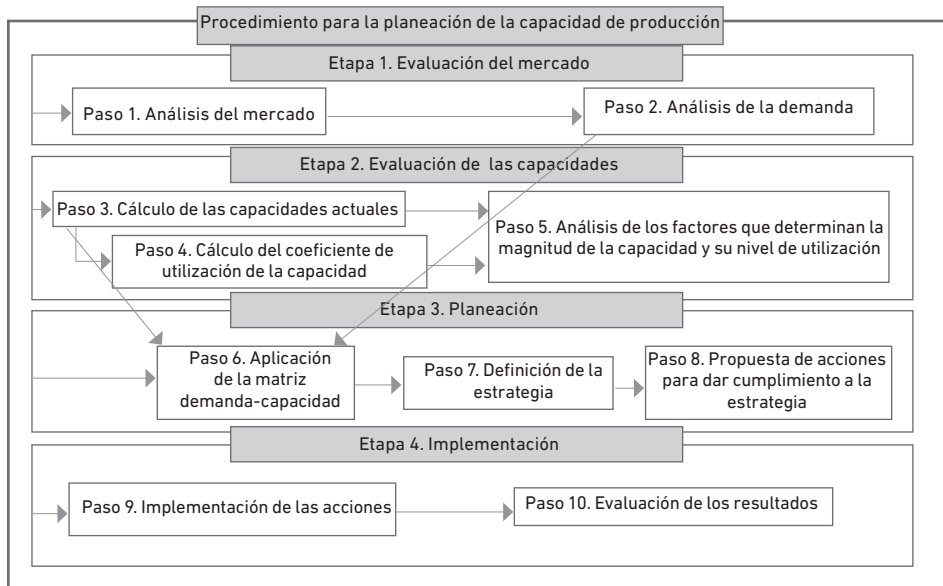 Procedimiento para la planeación de la capacidad de producción
Etapa 1. Evaluación del mercado
Paso 1. Análisis del mercado
Paso 2. Análisis de la demanda
Etapa 2. Evaluación de las capacidades
Paso 3. Cálculo de las capacidades actuales
Paso 4. Cálculo del coeficiente de
utilización de la capacidad
Paso 5. Análisis de los factores que determinan la
magnitud de la capacidad y su nivel de utilización
Etapa 3. Planeación
Paso 6. Aplicación
de la matriz
demanda-capacidad
Paso 7. Definición de la
estrategia
Paso 8. Propuesta de acciones
para dar cumplimiento a la
estrategia
Etapa 4. Implementación
Paso 9. Implementación de las acciones
Paso 10. Evaluación de los resultados